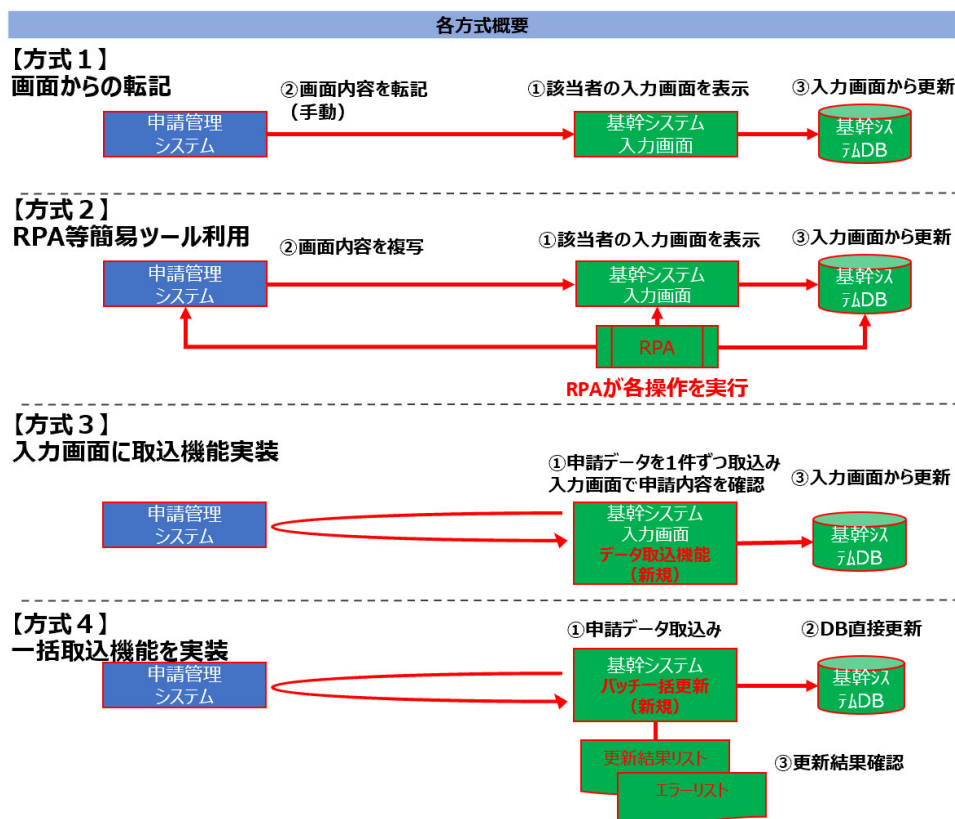 各方式概要
【方式１】
画面からの転記
②画面内容を転記
（手動）
①該当者の入力画面を表示
③入力画面から更新
申請管理
システム
基幹システム
入力画面
基幹シス
テムDB
【方式２】
RPA等簡易ツール利用
②画面内容を複写
①該当者の入力画面を表示
③入力画面から更新
申請管理
システム
基幹システム
入力画面
基幹シス
テムDB
RPA
RPAが各操作を実行
【方式３】
入力画面に取込機能実装
①申請データを1件ずつ取込み
入力画面で申請内容を確認
③入力画面から更新
申請管理
システム
基幹システム
入力画面
データ取込機能
（新規）
基幹シス
テムDB
【方式４】
一括取込機能を実装
①申請データ取込み
②DB直接更新
申請管理
システム
基幹システム
バッチ一括更新
（新規）
基幹シス
テムDB
更新結果リスト
③更新結果確認
エラーリスト